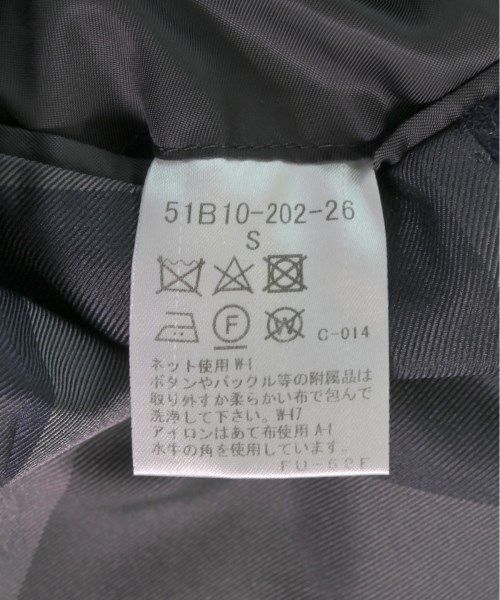 51B10-202-26
S
F W C-014
ネット使用 W-1
ボタンやバックル等の附属品は
取り外すか柔らかい布で包んで
洗浄して下さい。W-17
アイロンはあて布使用 A-1
水牛の角を使用しています。